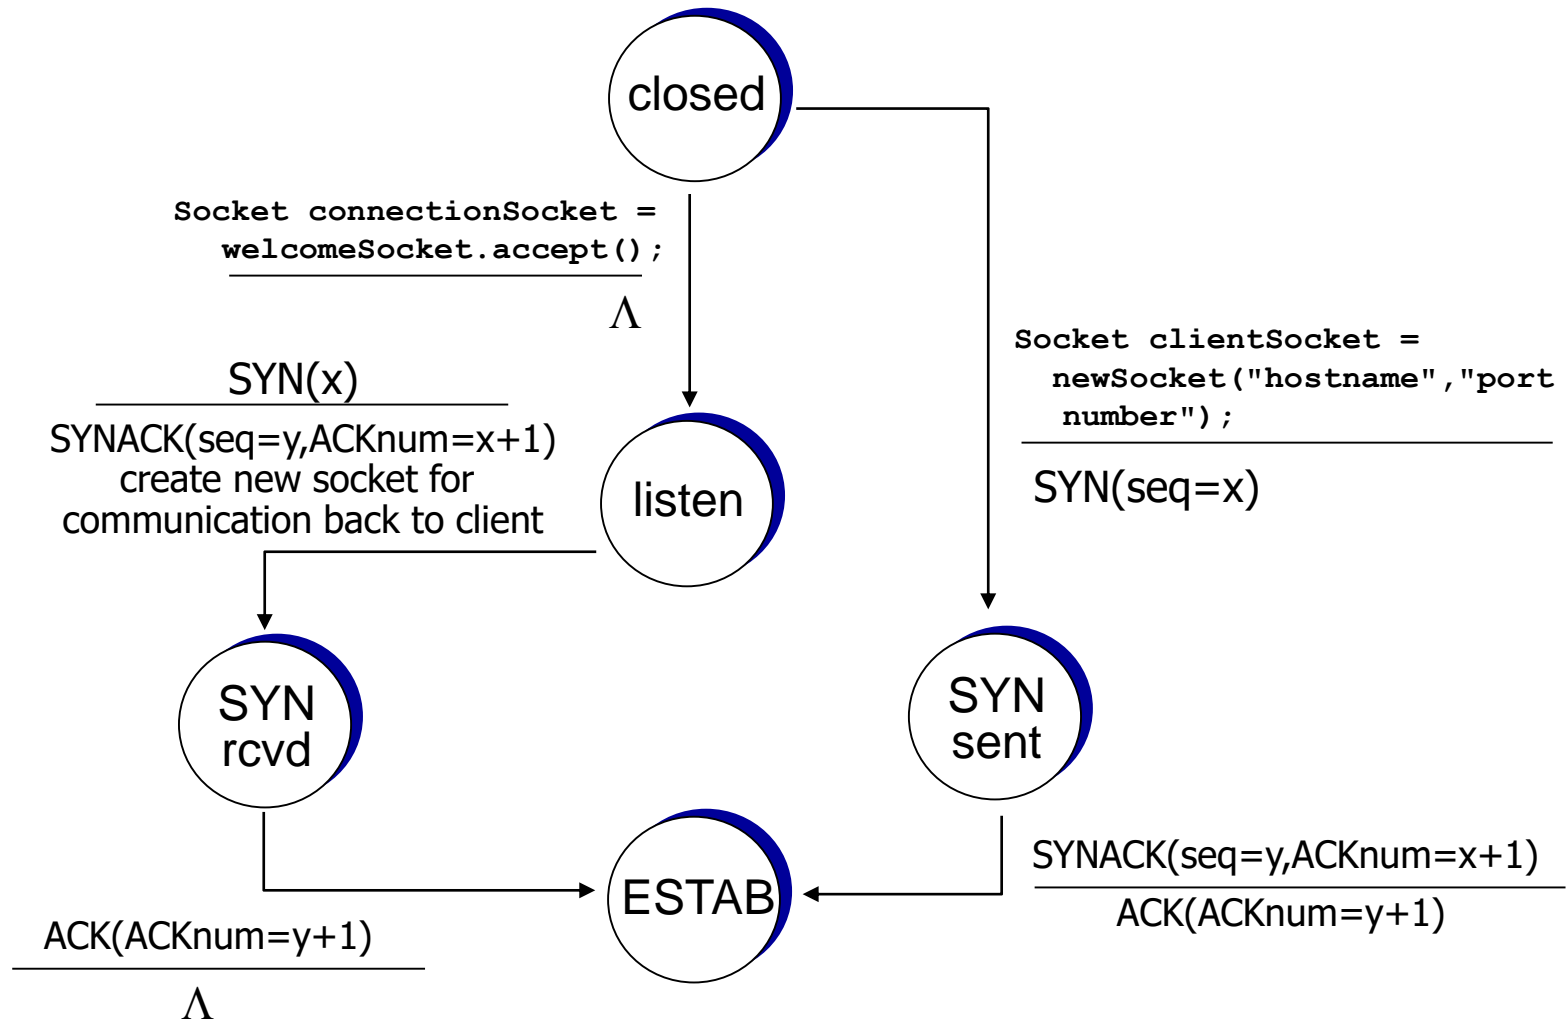 closed
Socket connectionSocket =
welcomeSocket.accept();
Λ
Socket clientSocket =
newSocket("hostname","port
number");
SYN(seq=x)
SYN(x)
SYNACK(seq=y,ACKnum=x+1)
create new socket for
communication back to client
listen
SYN
rcvd
SYN
sent
ESTAB
SYNACK(seq=y,ACKnum=x+1)
ACK(ACKnum=y+1)
ACK(ACKnum=y+1)
Λ